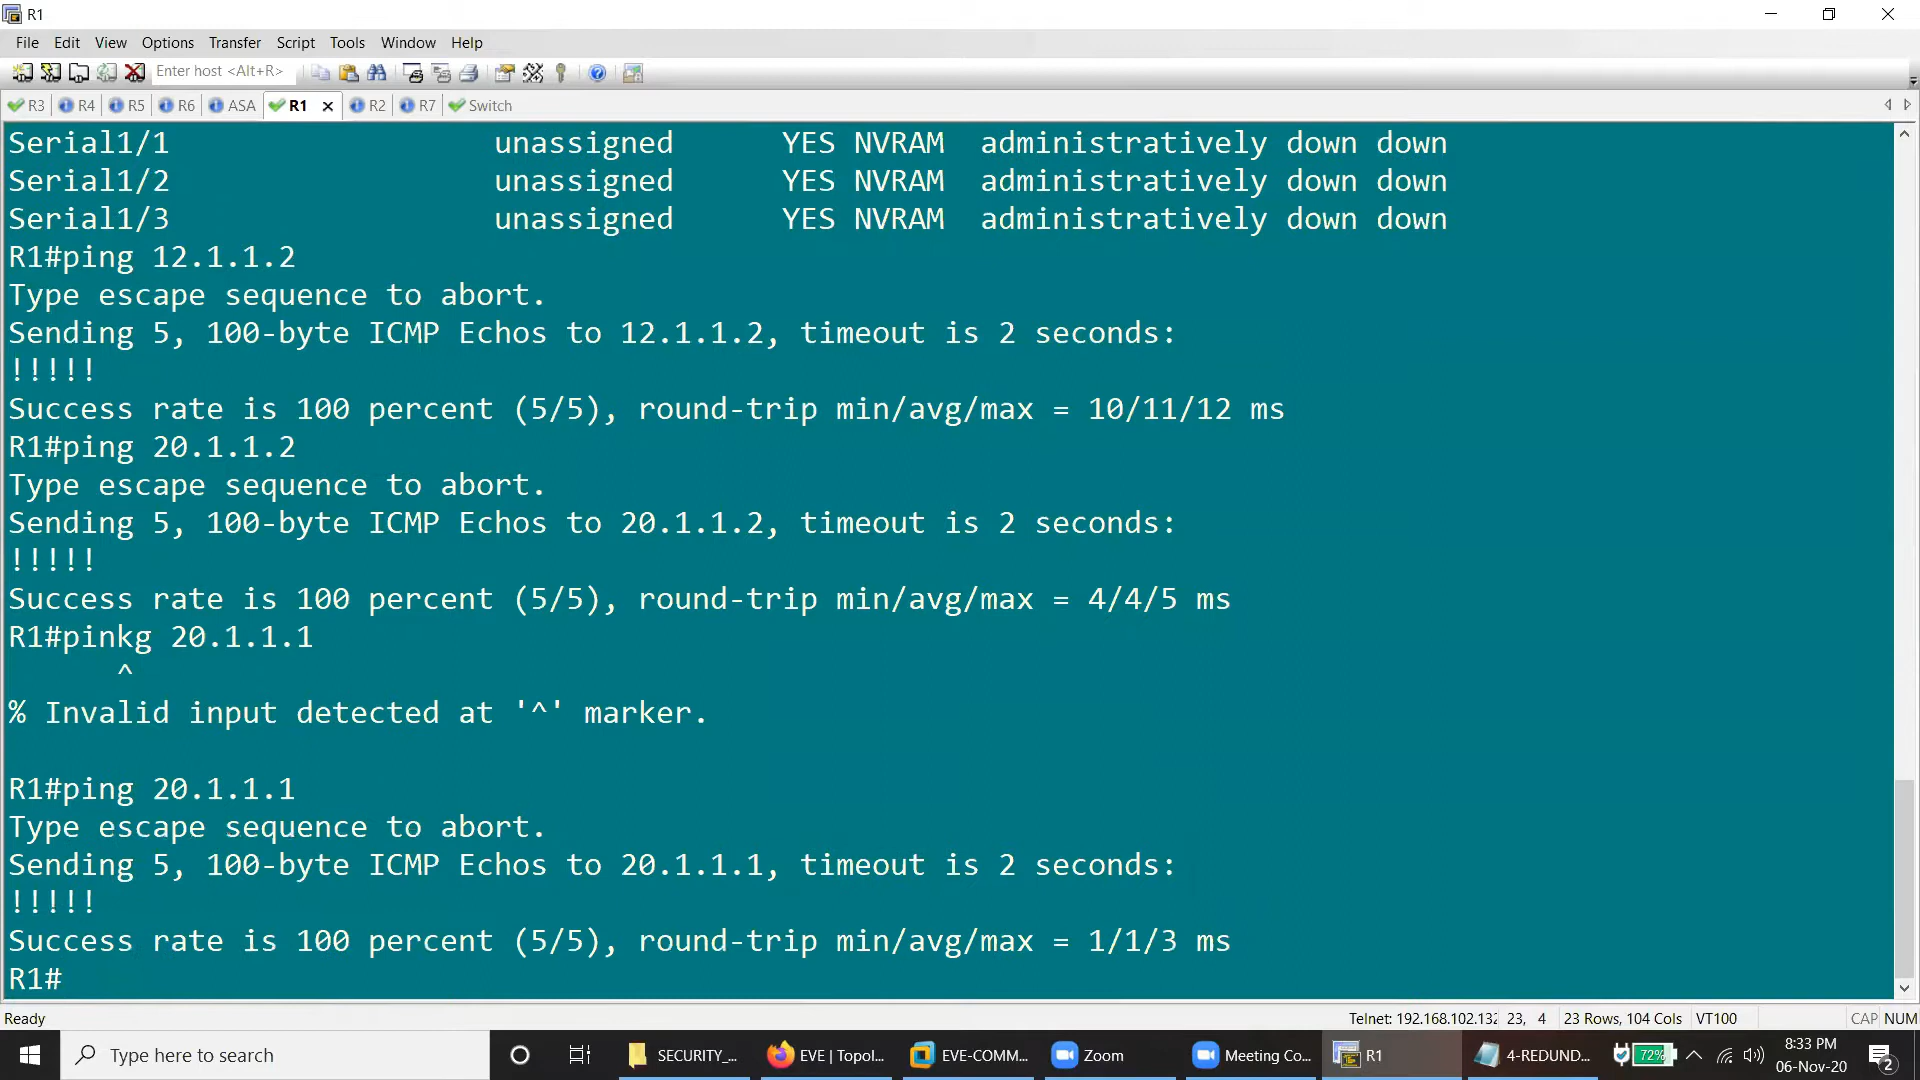 R1
File Edit View Options Transfer Script Tools Window Help
Enter host <Alt+R>
R3 R4 R5 R6 ASA R1 R2 R7 Switch
Serial1/1 unassigned YES NVRAM administratively down down
Serial1/2 unassigned YES NVRAM administratively down down
Serial1/3 unassigned YES NVRAM administratively down down
R1#ping 12.1.1.2
Type escape sequence to abort.
Sending 5, 100-byte ICMP Echos to 12.1.1.2, timeout is 2 seconds:
!!!!!
Success rate is 100 percent (5/5), round-trip min/avg/max = 10/11/12 ms
R1#ping 20.1.1.2
Type escape sequence to abort.
Sending 5, 100-byte ICMP Echos to 20.1.1.2, timeout is 2 seconds:
!!!!!
Success rate is 100 percent (5/5), round-trip min/avg/max = 4/4/5 ms
R1#pinkg 20.1.1.1
^
% Invalid input detected at '^' marker.
R1#ping 20.1.1.1
Type escape sequence to abort.
Sending 5, 100-byte ICMP Echos to 20.1.1.1, timeout is 2 seconds:
!!!!!
Success rate is 100 percent (5/5), round-trip min/avg/max = 1/1/3 ms
R1#
Ready Telnet: 192.168.102.132 23, 4 23 Rows, 104 Cols VT100 CAP NUM
Type here to search SECURITY_... EVE | Topol... EVE-COMM... Zoom Meeting Co... R1 4-REDUND... 72% 8:33 PM
06-Nov-20 2